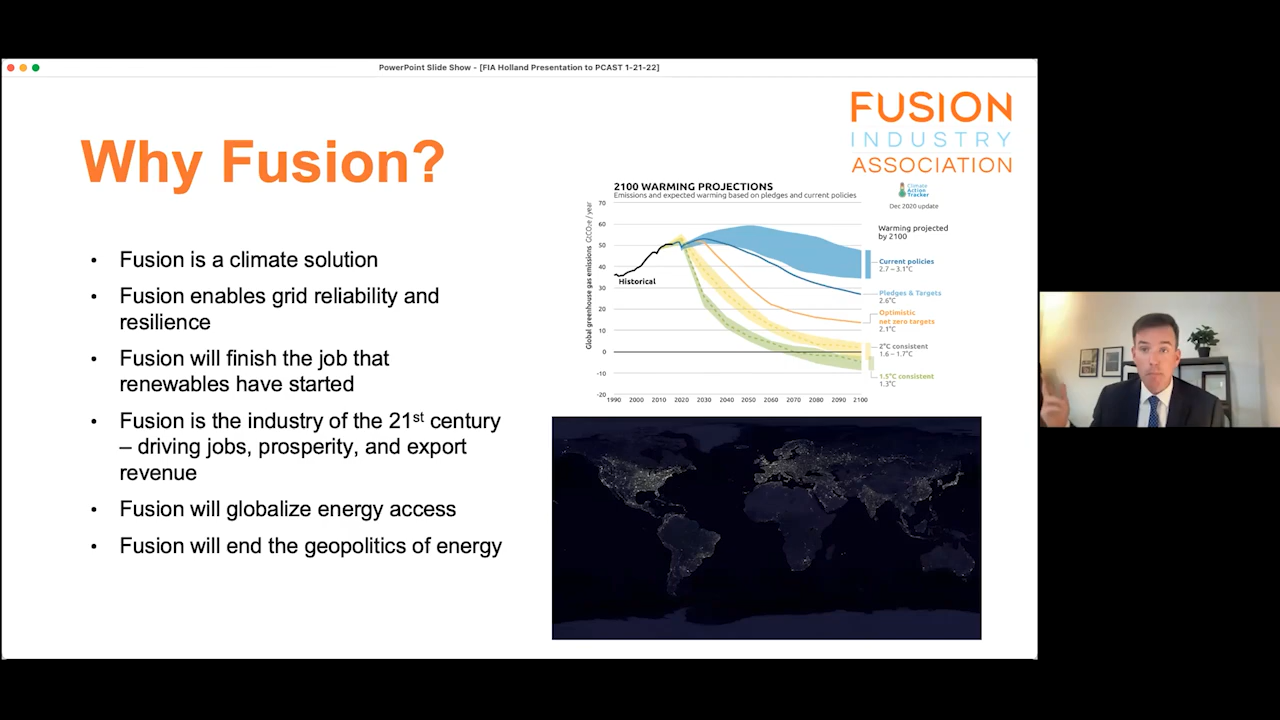 PowerPoint Slide Show - [FIA Holland Presentation to PCAST 1-21-22]
FUSION
INDUSTRY
ASSOCIATION
Why Fusion?
• Fusion is a climate solution
• Fusion enables grid reliability and
resilience
• Fusion will finish the job that
renewables have started
• Fusion is the industry of the 21st century
– driving jobs, prosperity, and export
revenue
• Fusion will globalize energy access
• Fusion will end the geopolitics of energy
2100 WARMING PROJECTIONS
Emissions and expected warming based on pledges and current policies
Climate
Action
Tracker
Dec 2020 update
Warming projected
by 2100
Global greenhouse gas emissions GtCO2e / year
70
60
50
40
30
20
10
0
-10
-20
Historical
Current policies
2.7 – 3.1°C
Pledges & Targets
2.6°C
Optimistic
net zero targets
2.1°C
2°C consistent
1.6 – 1.7°C
1.5°C consistent
1.3°C
1990 2000 2010 2020 2030 2040 2050 2060 2070 2080 2090 2100